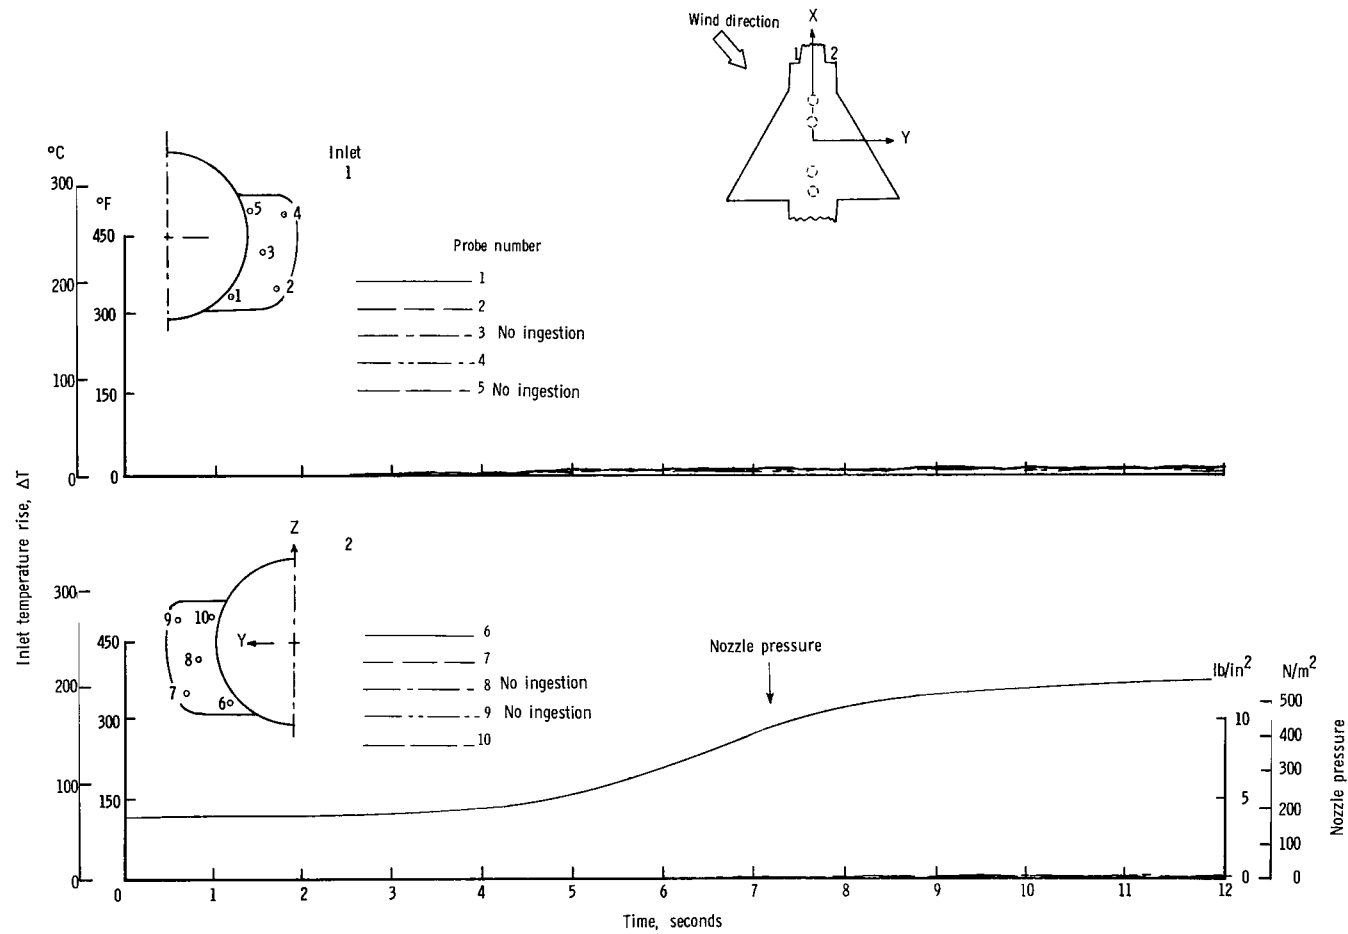 Wind direction
X
1 2
Y
°C
Inlet
1
300
°F
5
4
450
3
Probe number
200
1
2
1
300
2
3 No ingestion
4
100
150
5 No ingestion
0
0
Inlet temperature rise, ΔT
Z
2
300
9
10
450
Y
6
Nozzle pressure
8
7
lb/in²
N/m²
200
7
8 No ingestion
6
500
300
9 No ingestion
10
400
10
300
100
150
5
200
100
0
0
0
Nozzle pressure
0 1 2 3 4 5 6 7 8 9 10 11 12
Time, seconds